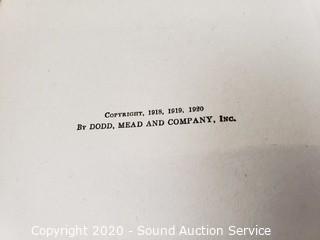 Copyright, 1918, 1919, 1920
By DODD, MEAD AND COMPANY, Inc.
Copyright 2020 - Sound Auction Service